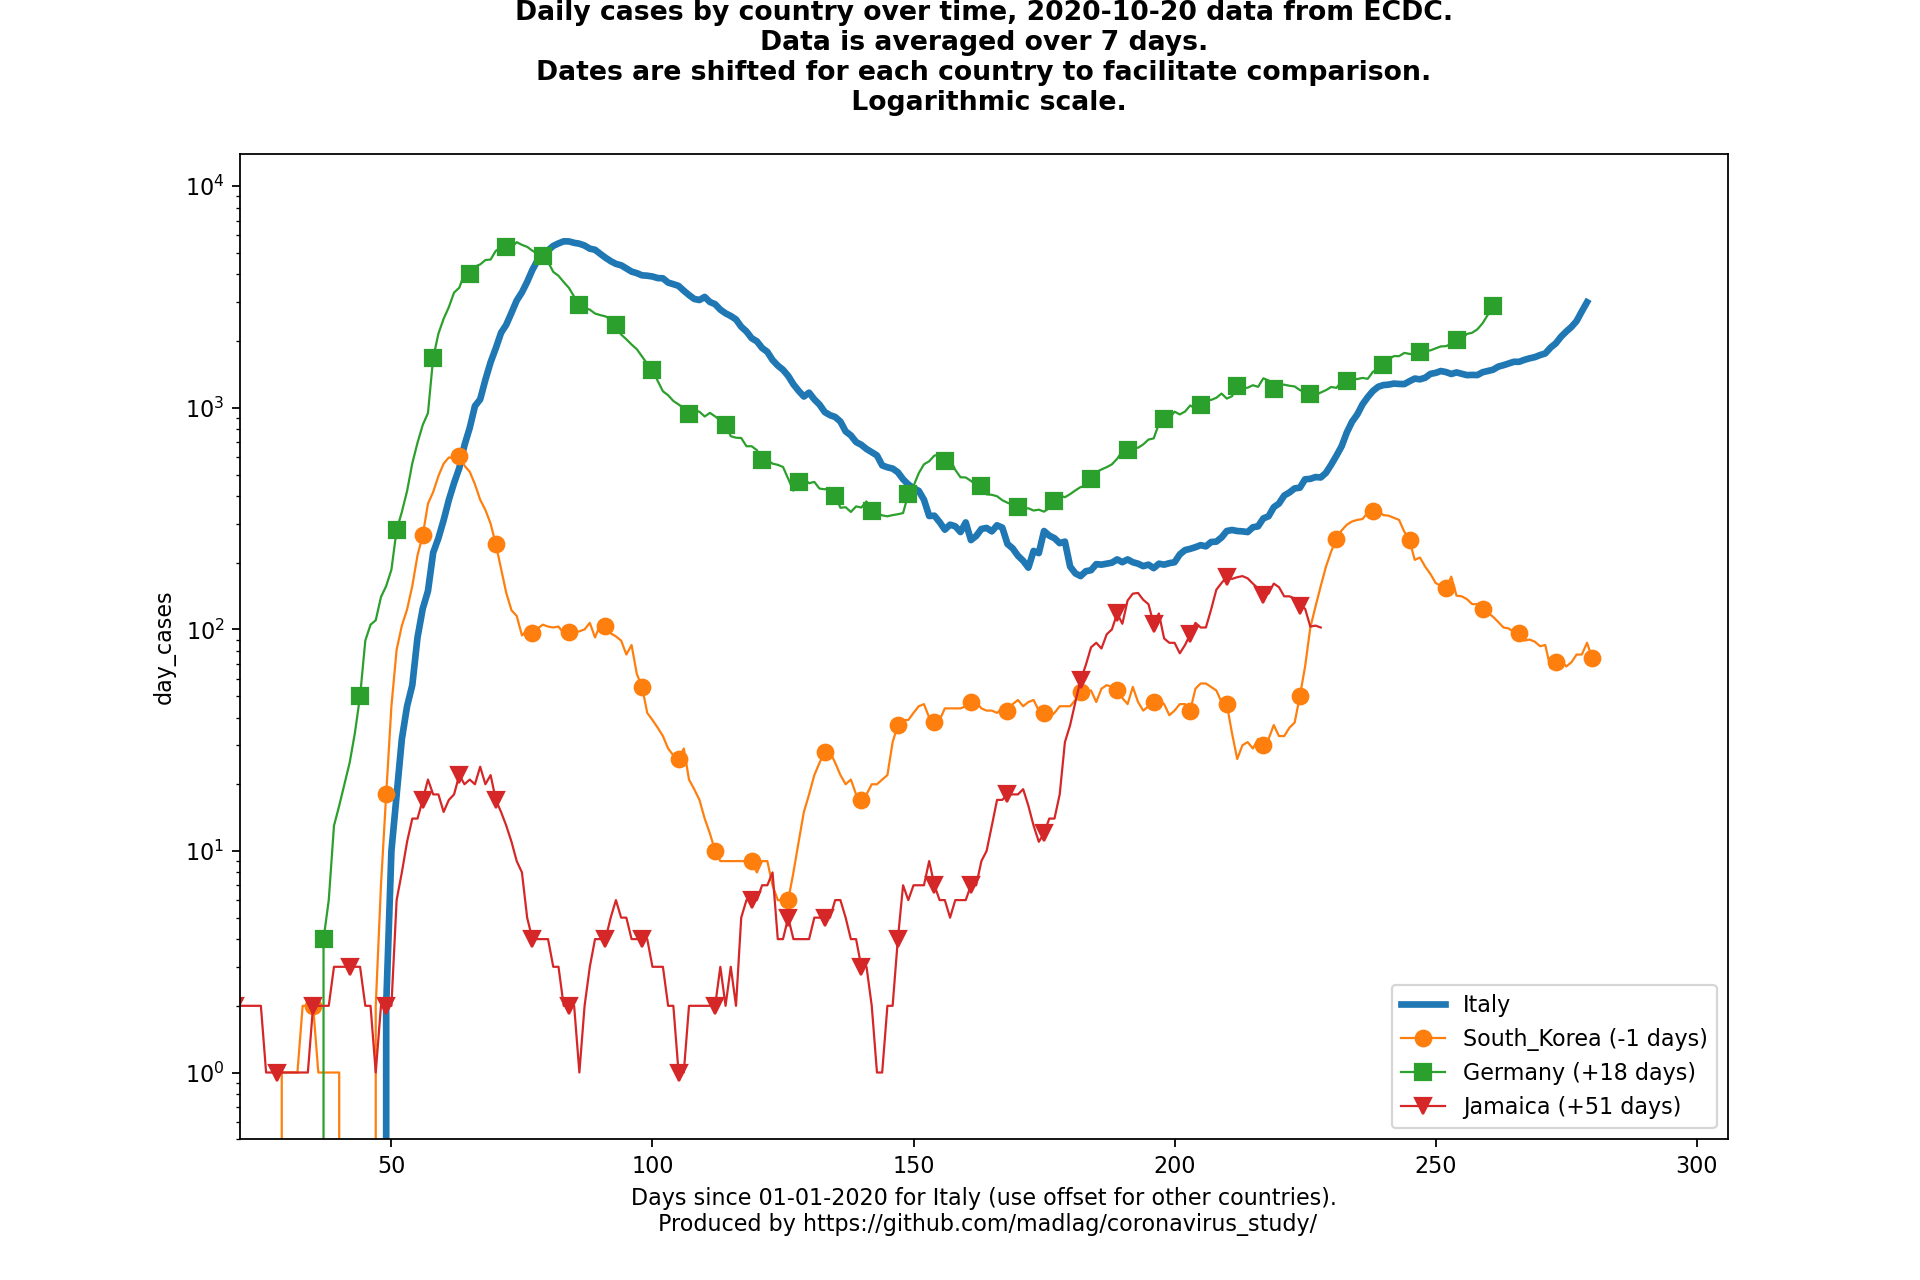 Daily cases by country over time, 2020-10-20 data from ECDC.
Data is averaged over 7 days.
Dates are shifted for each country to facilitate comparison.
Logarithmic scale.
10^4
10^3
10^2
10^1
10^0
day_cases
Italy
South_Korea (-1 days)
Germany (+18 days)
Jamaica (+51 days)
50 100 150 200 250 300
Days since 01-01-2020 for Italy (use offset for other countries).
Produced by https://github.com/madlag/coronavirus_study/